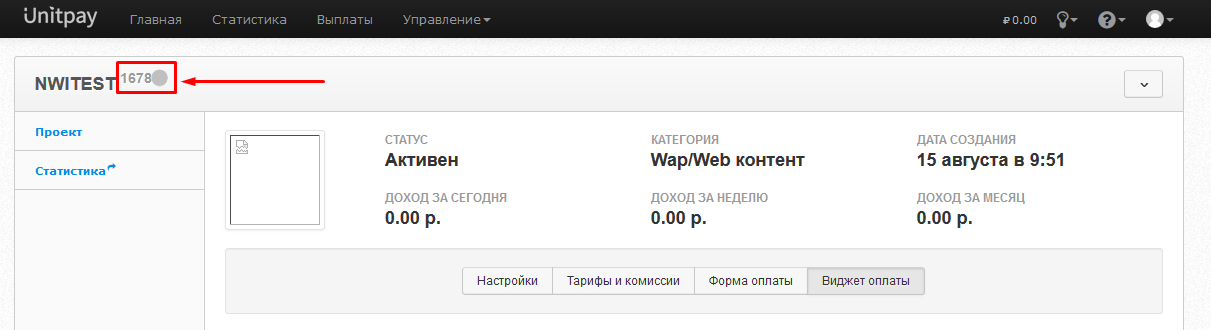 Unitpay Главная Статистика Выплаты Управление ₽ 0.00
NWITEST 1678
Проект
Статистика
СТАТУС КАТЕГОРИЯ ДАТА СОЗДАНИЯ
Активен Wap/Web контент 15 августа в 9:51
ДОХОД ЗА СЕГОДНЯ ДОХОД ЗА НЕДЕЛЮ ДОХОД ЗА МЕСЯЦ
0.00 р. 0.00 р. 0.00 р.
Настройки Тарифы и комиссии Форма оплаты Виджет оплаты